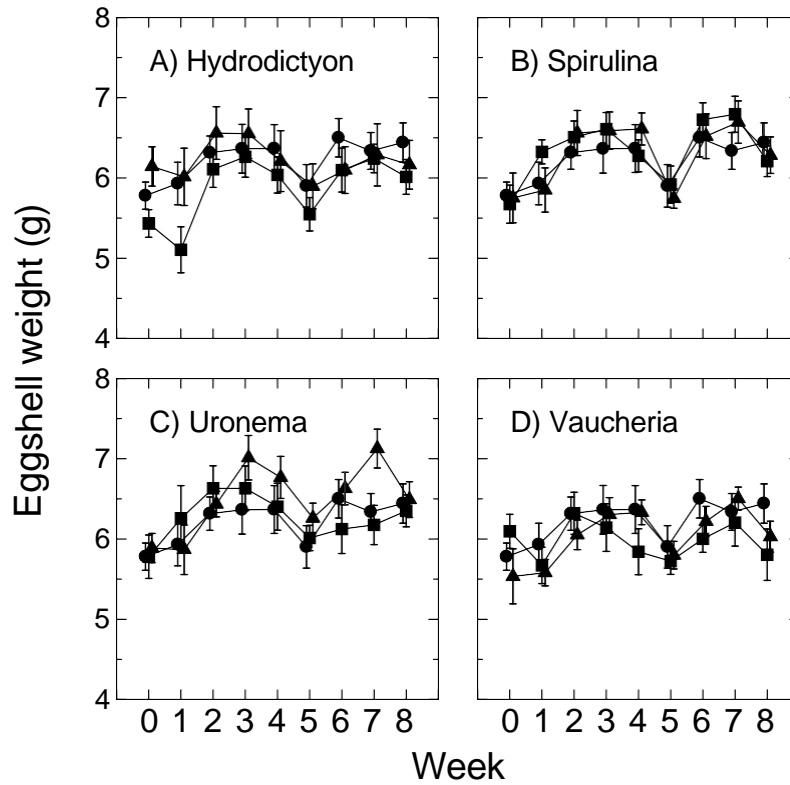 8
A) Hydrodictyon
B) Spirulina
7
6
5
4
Eggshell weight (g)
8
C) Uronema
D) Vaucheria
7
6
5
4
0 1 2 3 4 5 6 7 8
0 1 2 3 4 5 6 7 8
Week